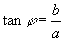 tan ℘ = b/a